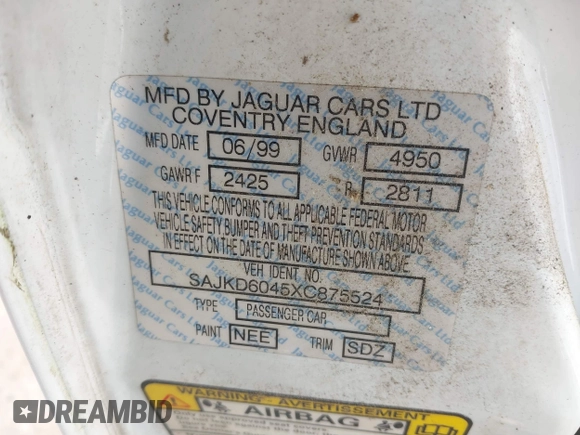 MFD BY JAGUAR CARS LTD
COVENTRY ENGLAND
MFD DATE 06/99 GVWR 4950
GAWR F 2425 R 2811
THIS VEHICLE CONFORMS TO ALL APPLICABLE FEDERAL MOTOR
VEHICLE SAFETY BUMPER AND THEFT PREVENTION STANDARDS
IN EFFECT ON THE DATE OF MANUFACTURE SHOWN ABOVE.
VEH IDENT NO.
SAJKD6045XC875524
TYPE PASSENGER CAR
PAINT NEE TRIM SDZ
WARNING - AVERTISSEMENT
AIRBAG
DREAMBID